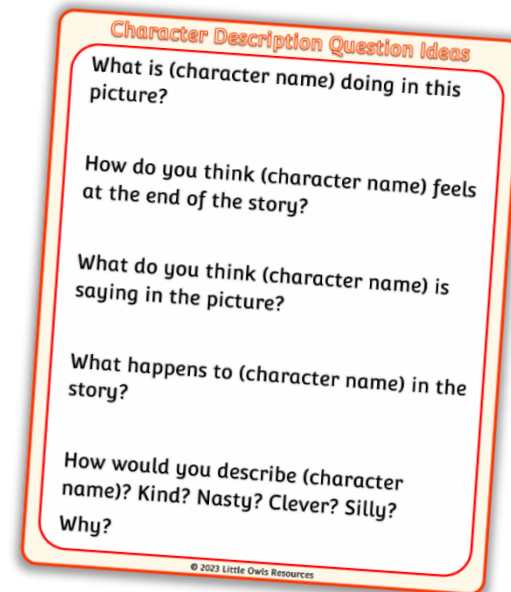 Character Description Question Ideas
What is (character name) doing in this
picture?
How do you think (character name) feels
at the end of the story?
What do you think (character name) is
saying in the picture?
What happens to (character name) in the
story?
How would you describe (character
name)? Kind? Nasty? Clever? Silly?
Why?
© 2023 Little Owls Resources